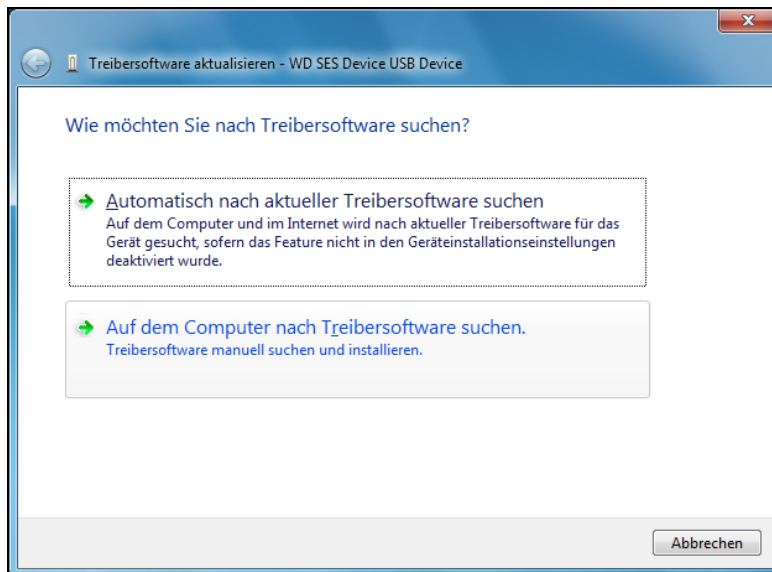 Treibersoftware aktualisieren - WD SES Device USB Device
Wie möchten Sie nach Treibersoftware suchen?
Automatisch nach aktueller Treibersoftware suchen
Auf dem Computer und im Internet wird nach aktueller Treibersoftware für das
Gerät gesucht, sofern das Feature nicht in den Geräteinstallationseinstellungen
deaktiviert wurde.
Auf dem Computer nach Treibersoftware suchen.
Treibersoftware manuell suchen und installieren.
Abbrechen